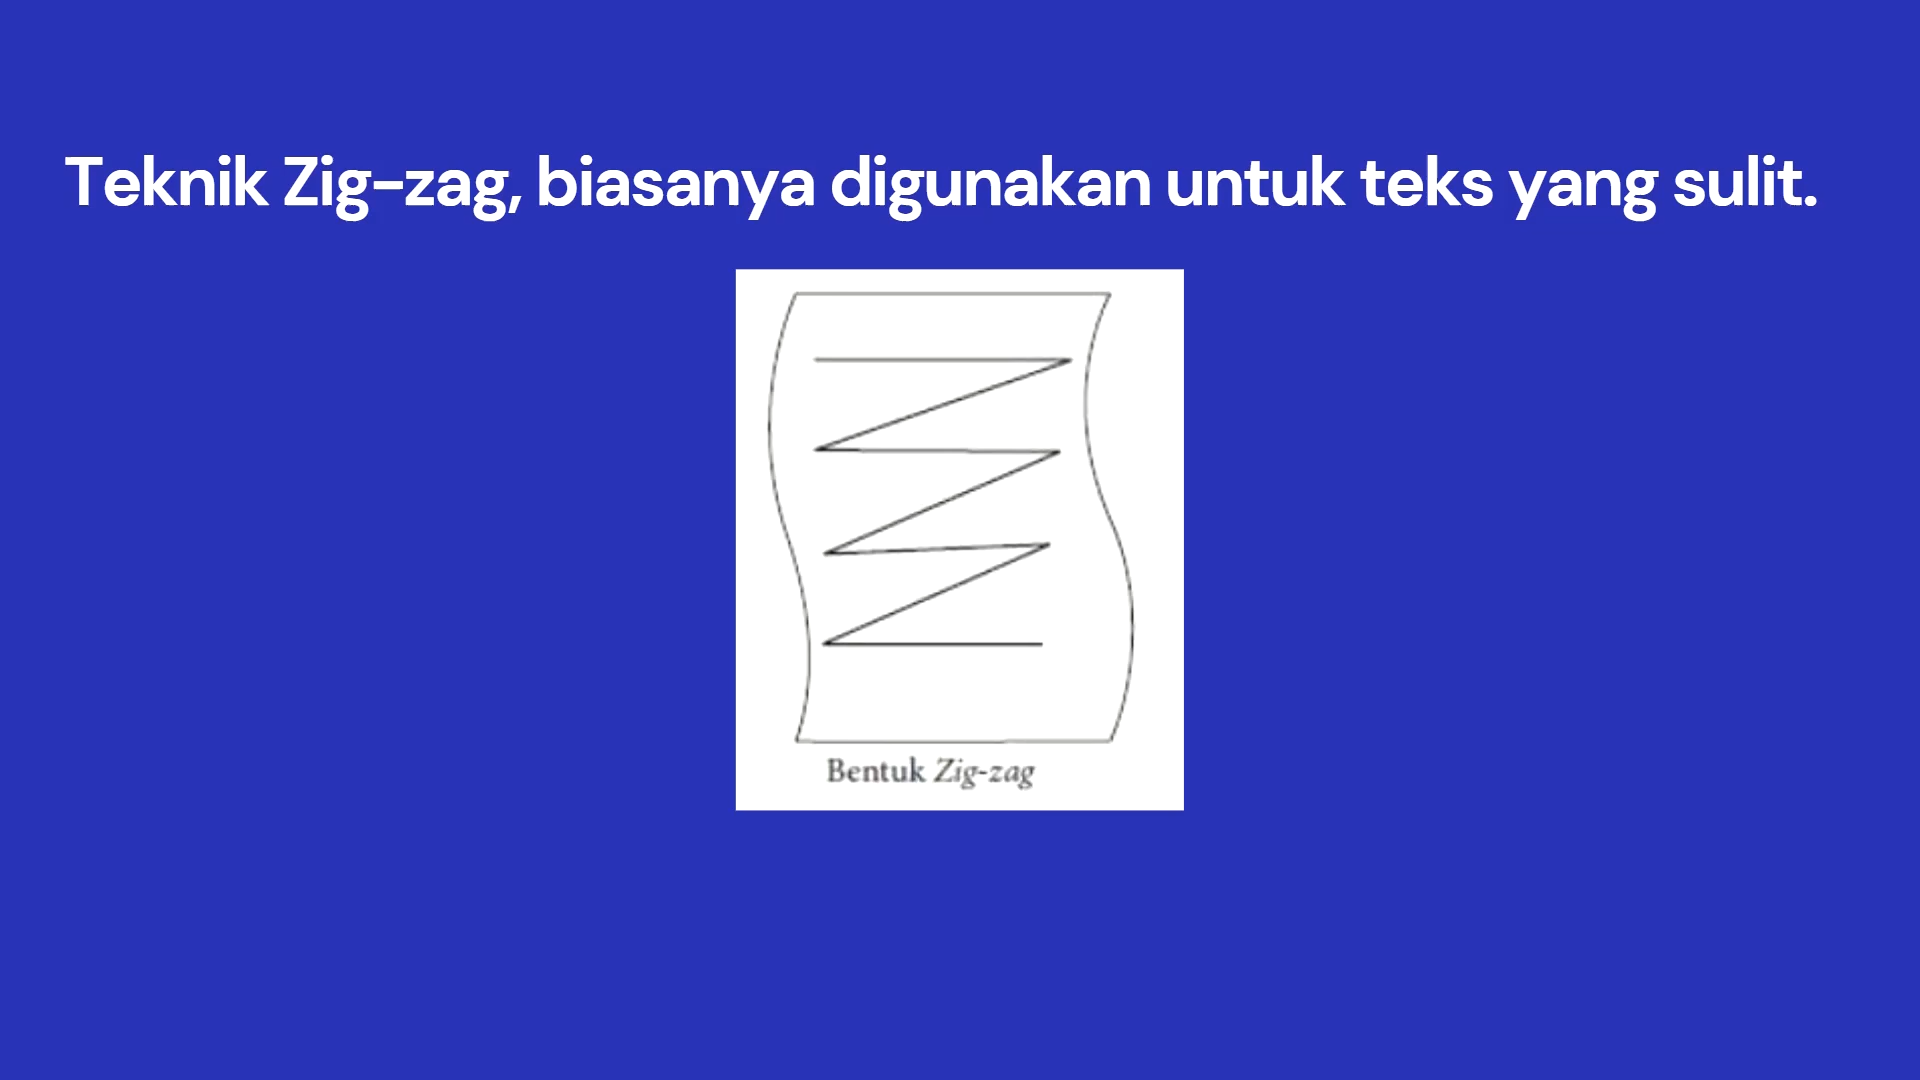 Teknik Zig-zag, biasanya digunakan untuk teks yang sulit.
Bentuk Zig-zag